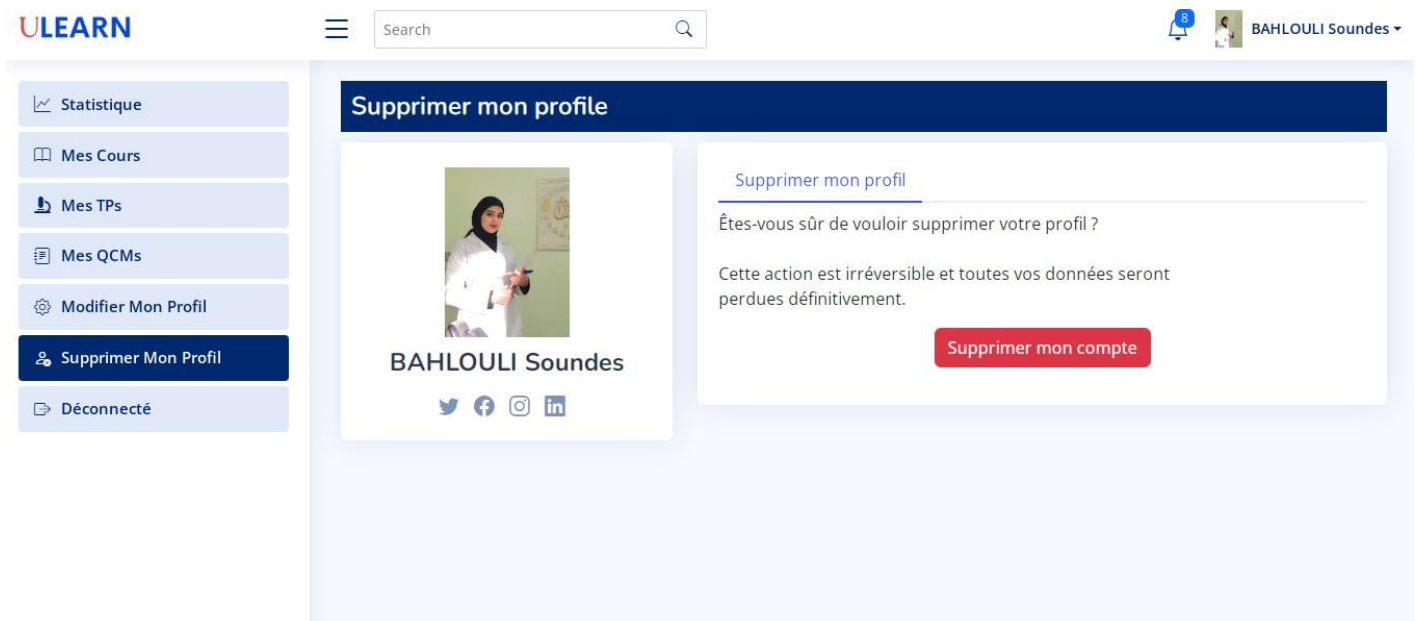 ULEARN
Search
8
BAHLOULI Soundes
Statistique
Mes Cours
Mes TPs
Mes QCMs
Modifier Mon Profil
Supprimer Mon Profil
Déconnecté
Supprimer mon profile
BAHLOULI Soundes
Supprimer mon profil
Êtes-vous sûr de vouloir supprimer votre profil ?
Cette action est irréversible et toutes vos données seront
perdues définitivement.
Supprimer mon compte